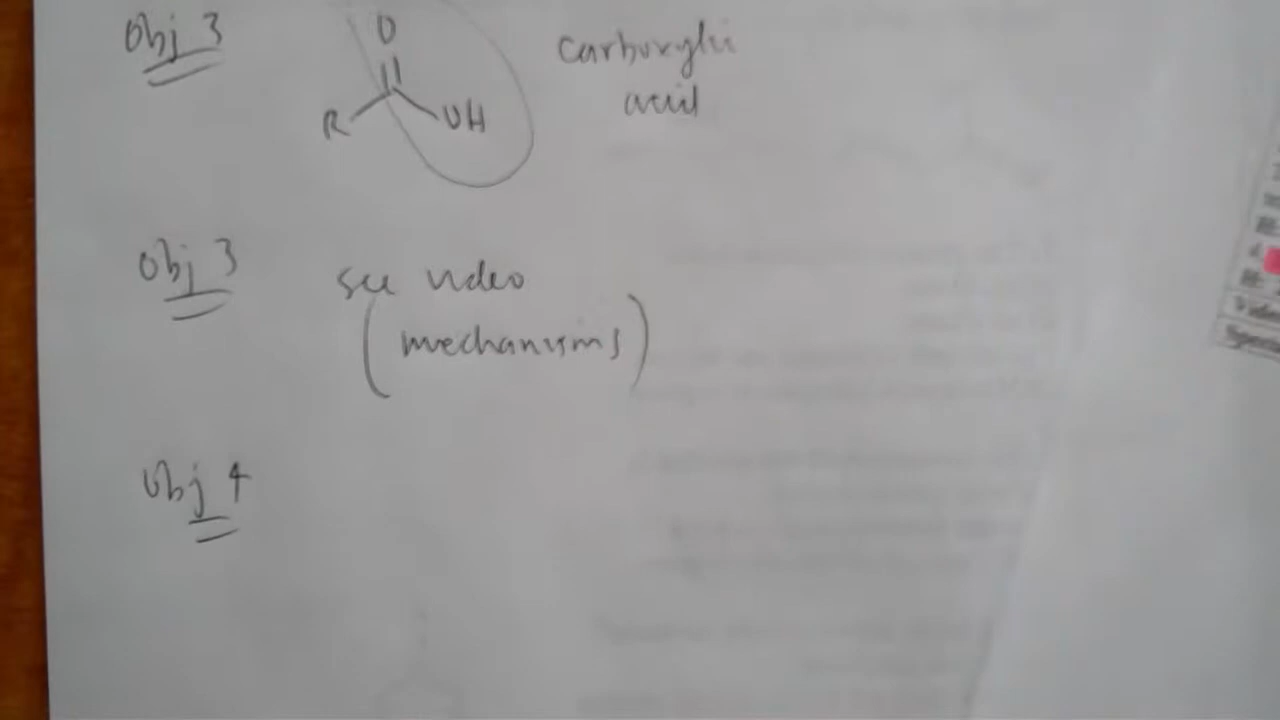 Obj 3
O
carboxylic
acid
R
OH
Obj 3
see video
(mechanisms)
Obj 4